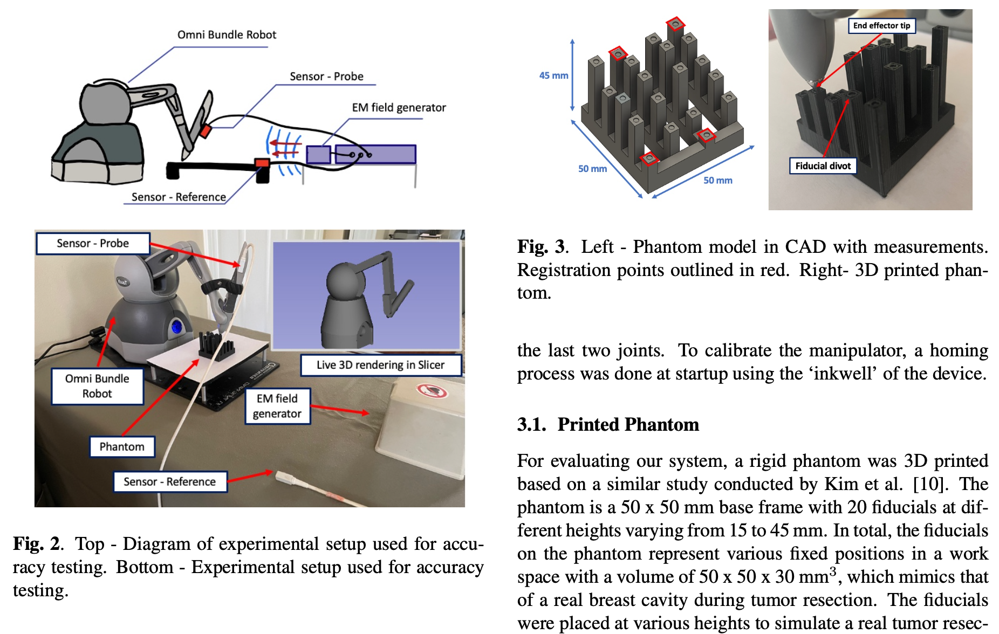 Omni Bundle Robot
Sensor - Probe
EM field generator
Sensor - Reference
Sensor - Probe
Live 3D rendering in Slicer
Omni Bundle
Robot
EM field
generator
Phantom
Sensor - Reference
Fig. 2. Top - Diagram of experimental setup used for accu-
racy testing. Bottom - Experimental setup used for accuracy
testing.
45 mm
50 mm
50 mm
End effector tip
Fiducial divot
Fig. 3. Left - Phantom model in CAD with measurements.
Registration points outlined in red. Right- 3D printed phan-
tom.
the last two joints. To calibrate the manipulator, a homing
process was done at startup using the ‘inkwell’ of the device.
3.1. Printed Phantom
For evaluating our system, a rigid phantom was 3D printed
based on a similar study conducted by Kim et al. [10]. The
phantom is a 50 x 50 mm base frame with 20 fiducials at dif-
ferent heights varying from 15 to 45 mm. In total, the fiducials
on the phantom represent various fixed positions in a work
space with a volume of 50 x 50 x 30 mm³, which mimics that
of a real breast cavity during tumor resection. The fiducials
were placed at various heights to simulate a real tumor resec-